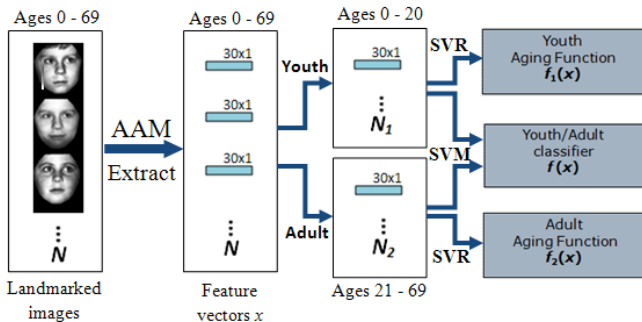 Ages 0 - 69
N
Landmarked
images
AAM
Extract
Ages 0 - 69
30x1
30x1
30x1
N
Feature
vectors x
Youth
Adult
Ages 0 - 20
30x1
N1
30x1
N2
Ages 21 - 69
SVR
SVM
SVR
Youth
Aging Function
f1(x)
Youth/Adult
classifier
f(x)
Adult
Aging Function
f2(x)